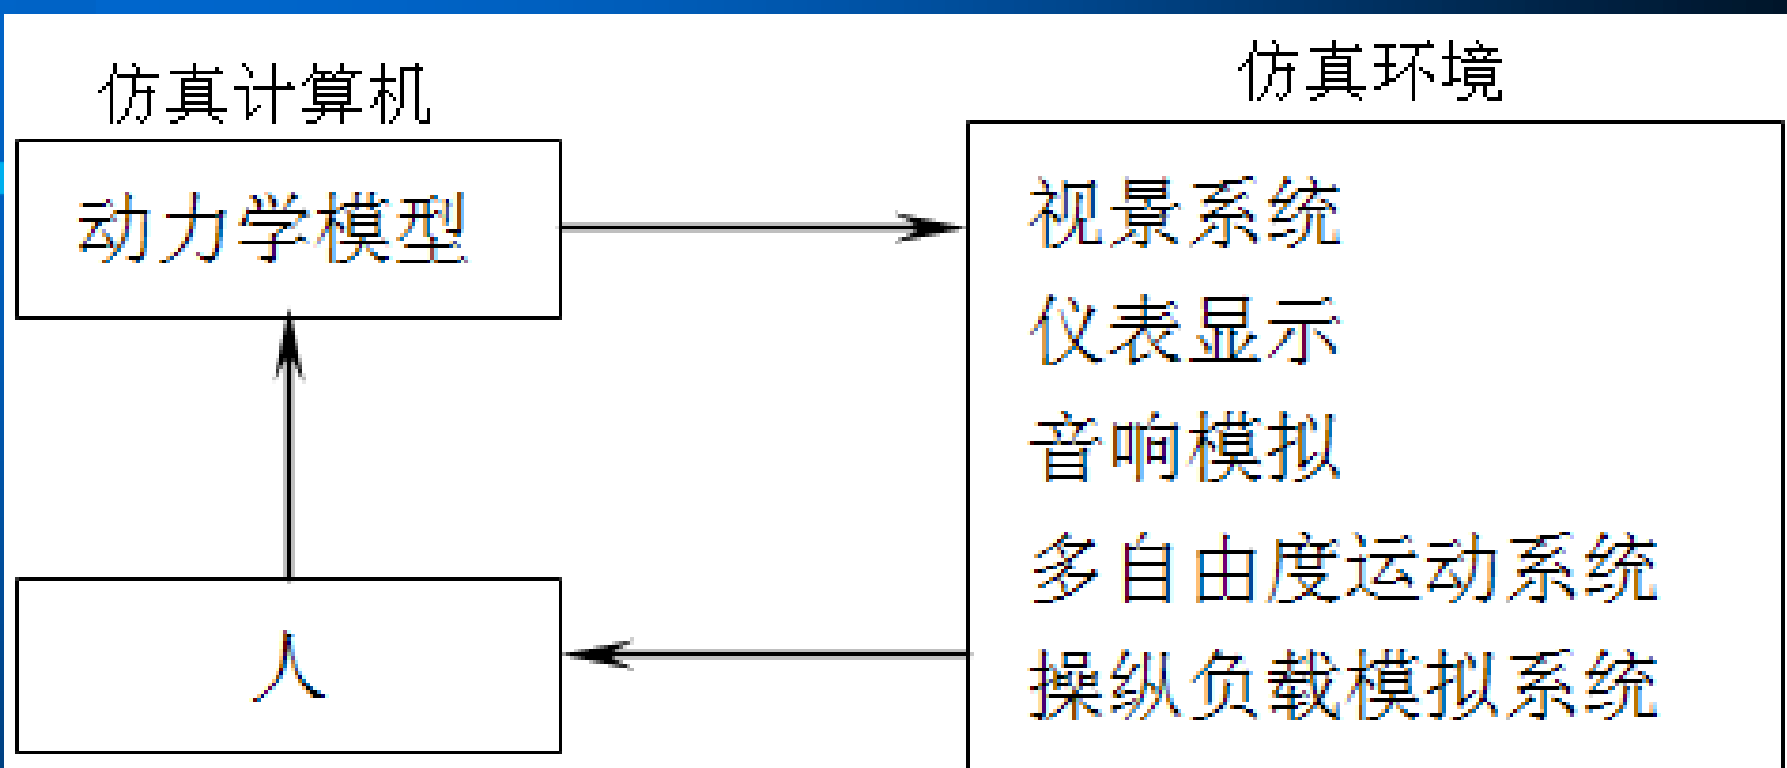 仿真计算机
动力学模型
人
仿真环境
视景系统
仪表显示
音响模拟
多自由度运动系统
操纵负载模拟系统